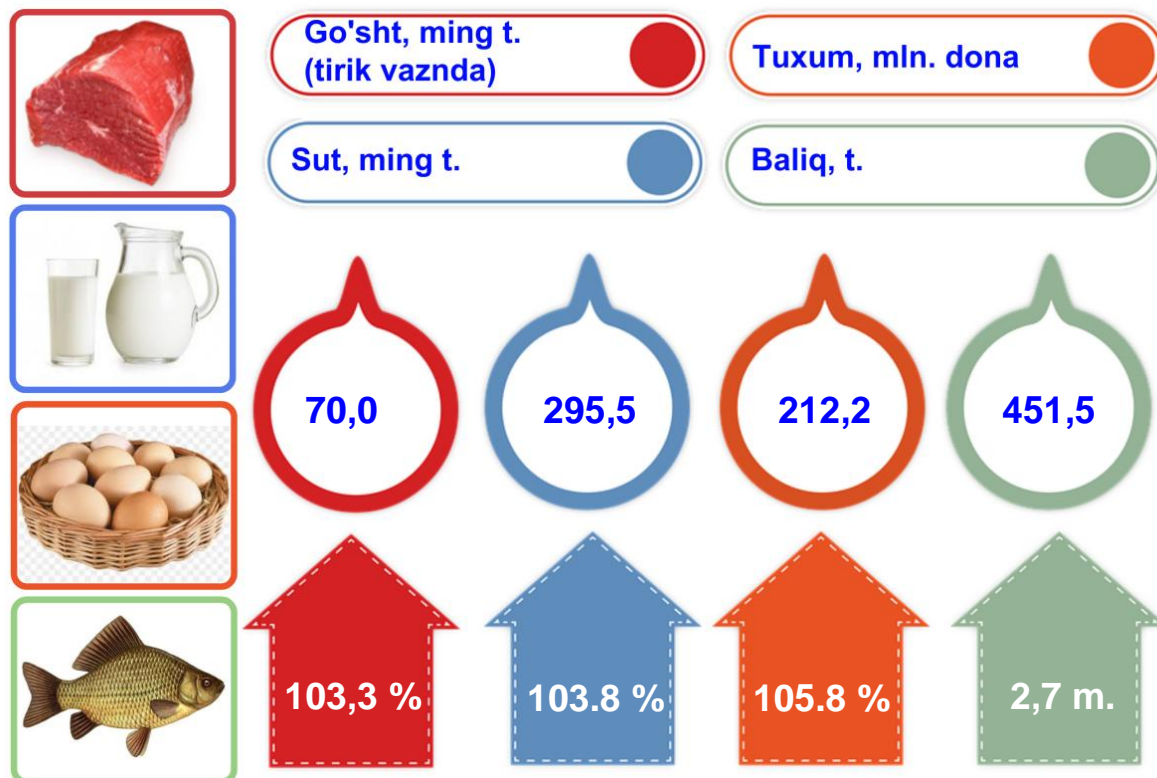 Go'sht, ming t.
(tirik vaznda)
Tuxum, mln. dona
Sut, ming t.
Baliq, t.
70,0
295,5
212,2
451,5
103,3 %
103.8 %
105.8 %
2,7 m.